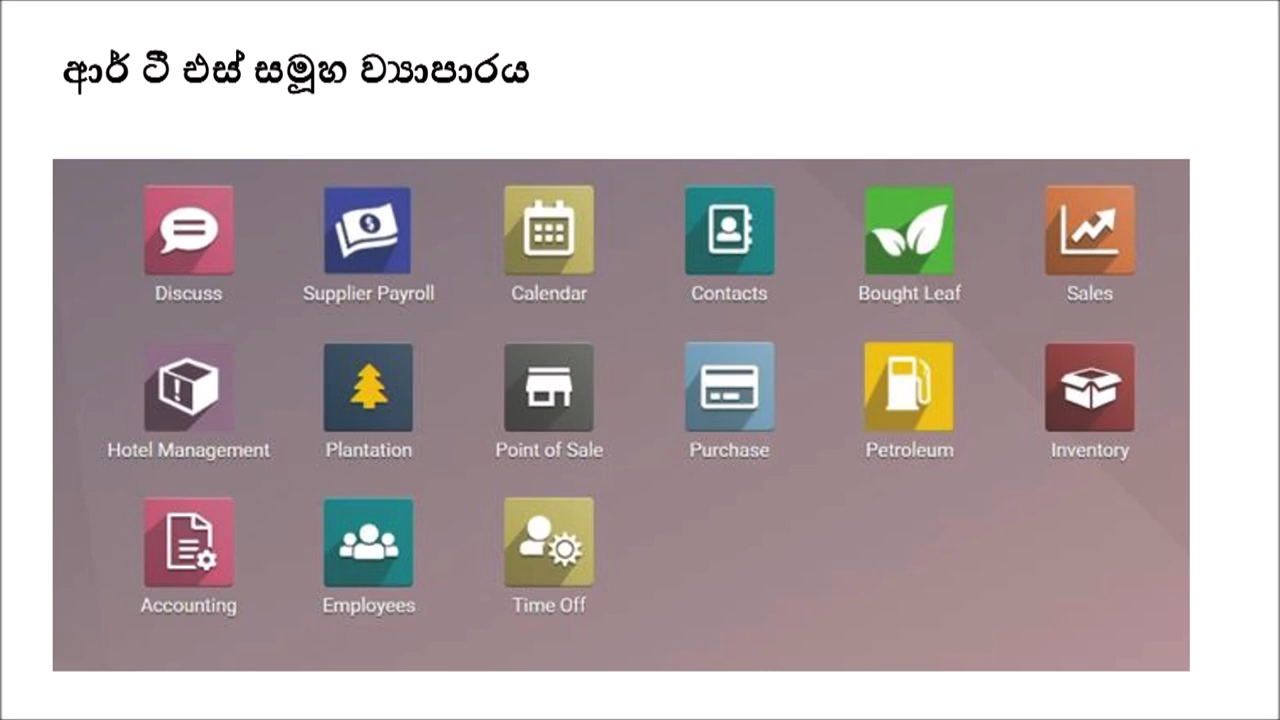 ආර් ටී එස් සමූහ ව්‍යාපාරය
Discuss Supplier Payroll Calendar Contacts Bought Leaf Sales
Hotel Management Plantation Point of Sale Purchase Petroleum Inventory
Accounting Employees Time Off